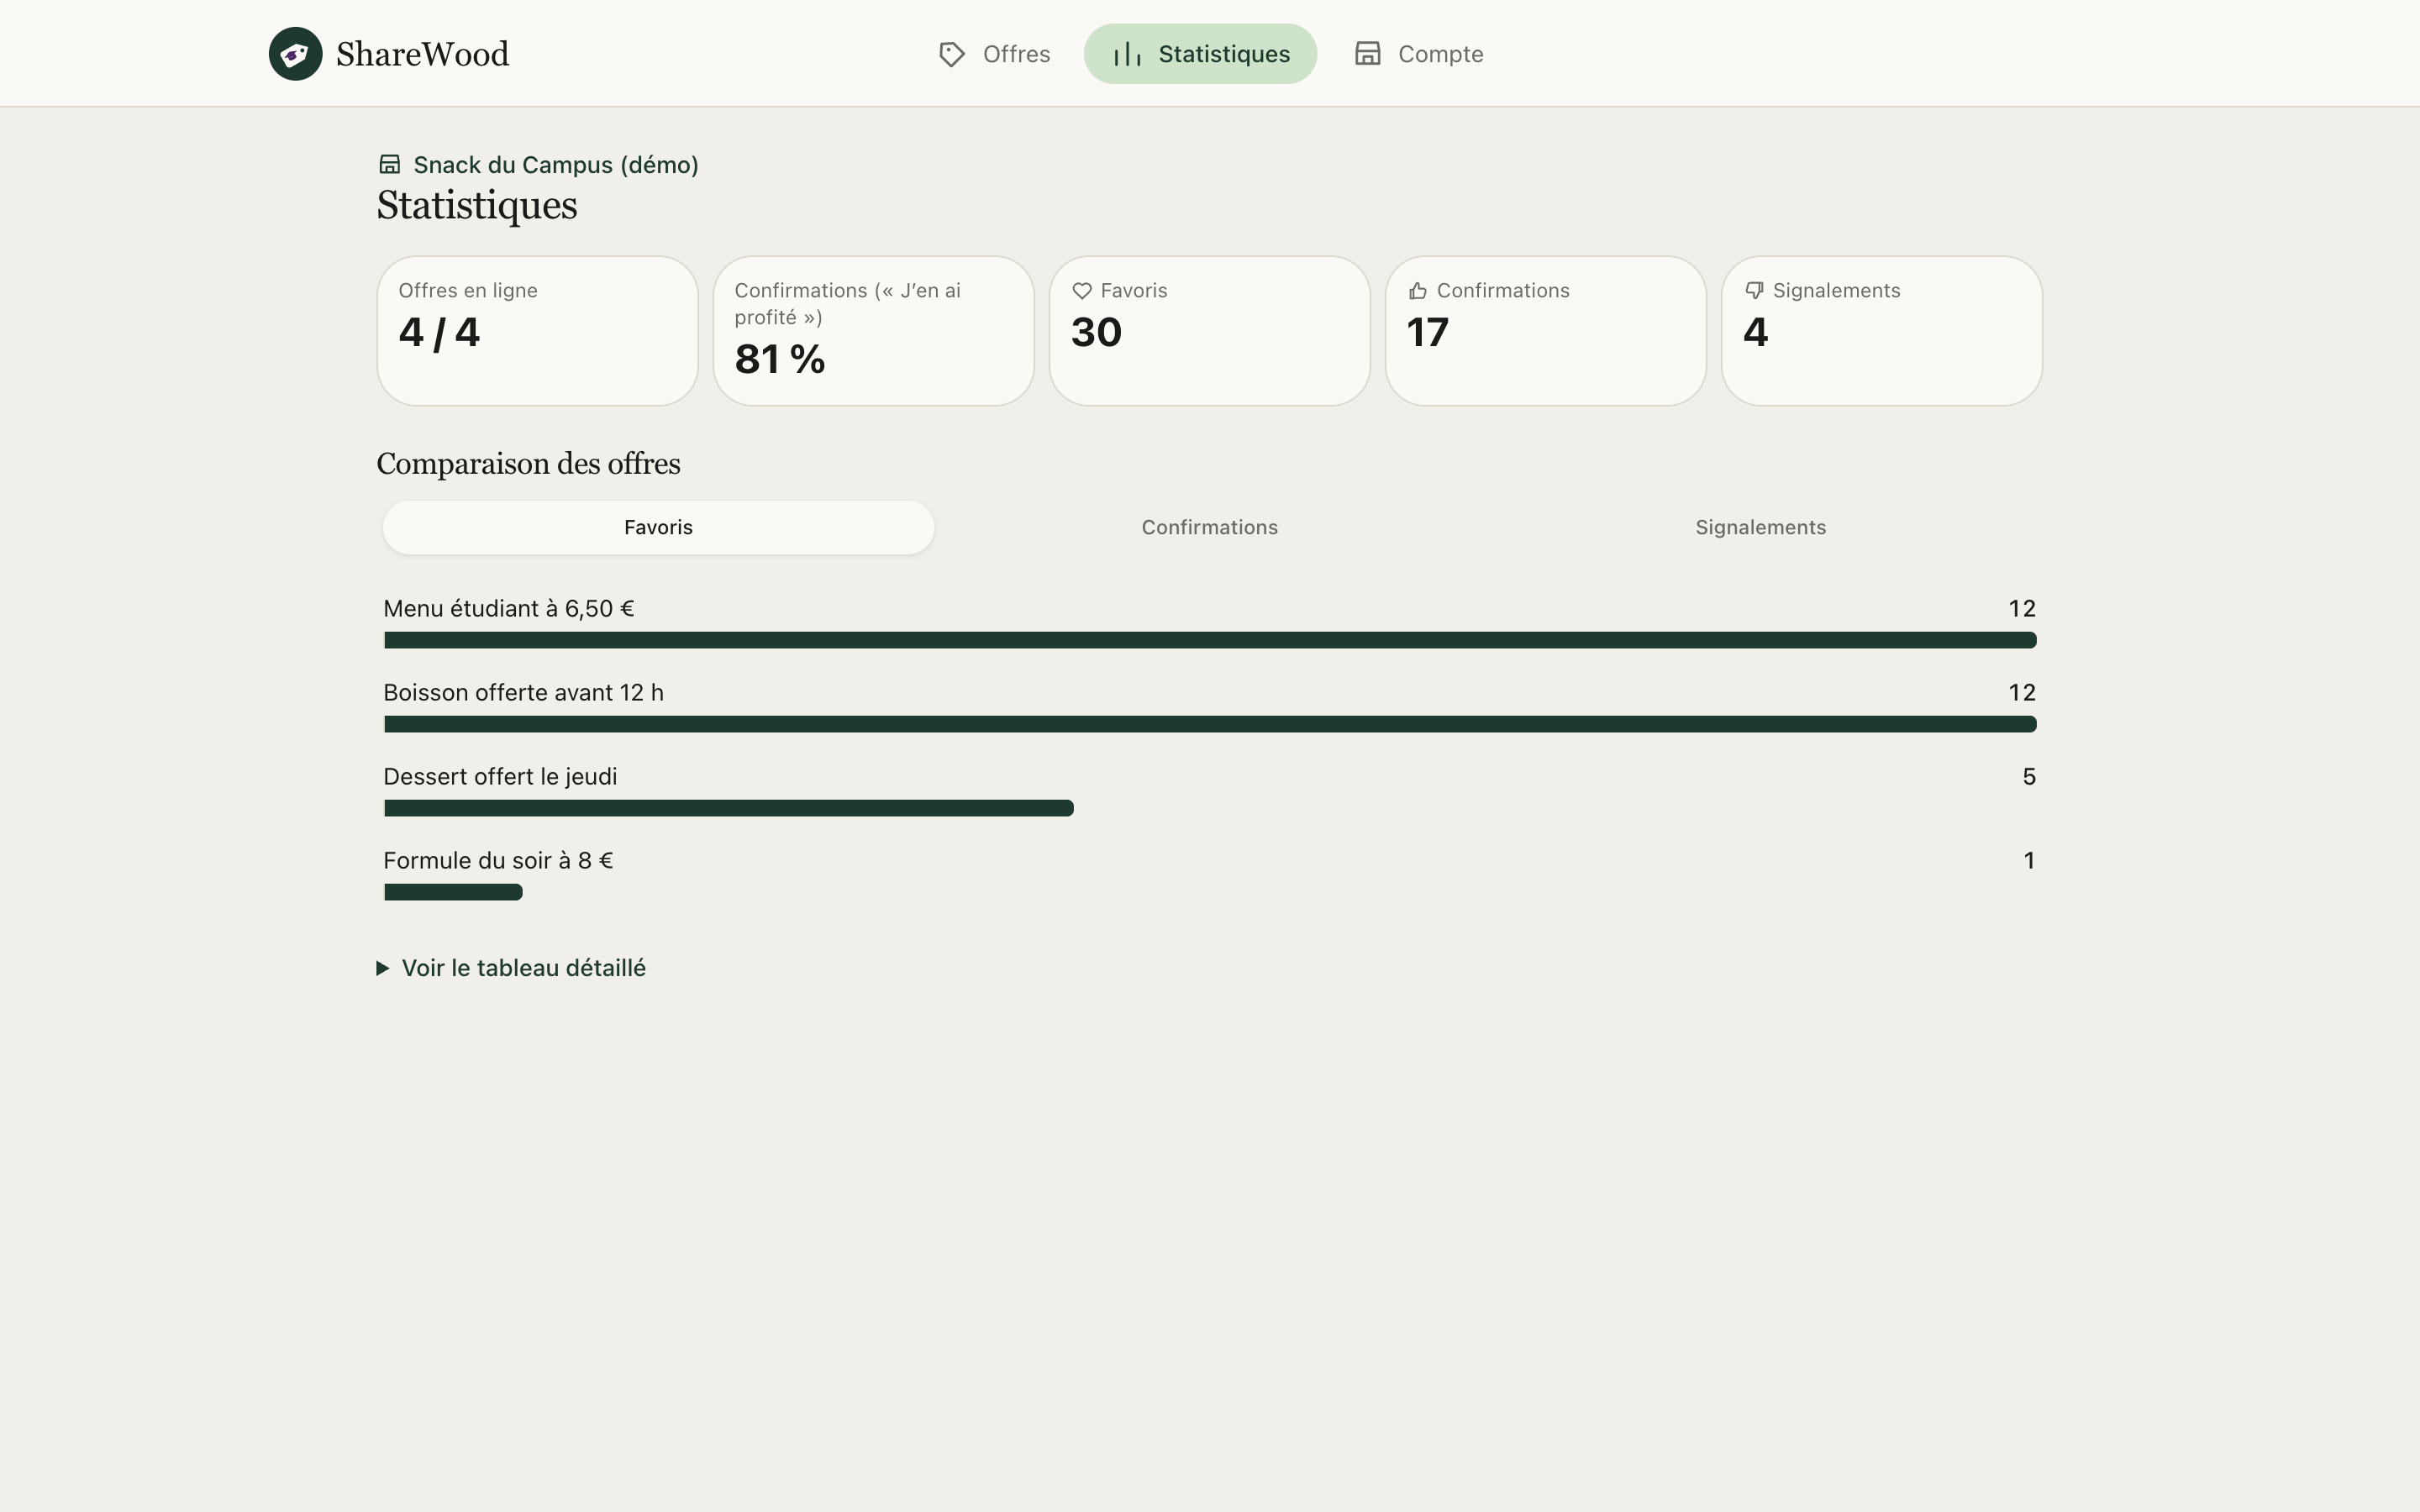 ShareWood
Offres
Statistiques
Compte
Snack du Campus (démo)
Statistiques
Offres en ligne
4 / 4
Confirmations (« J’en ai
profité »)
81 %
Favoris
30
Confirmations
17
Signalements
4
Comparaison des offres
Favoris
Confirmations
Signalements
Menu étudiant à 6,50 €
12
Boisson offerte avant 12 h
12
Dessert offert le jeudi
5
Formule du soir à 8 €
1
Voir le tableau détaillé